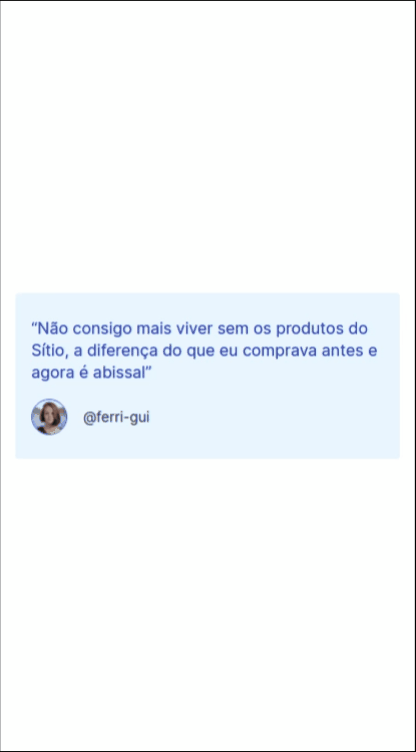 “Não consigo mais viver sem os produtos do
Sítio, a diferença do que eu comprava antes e
agora é abissal”
@ferri-gui